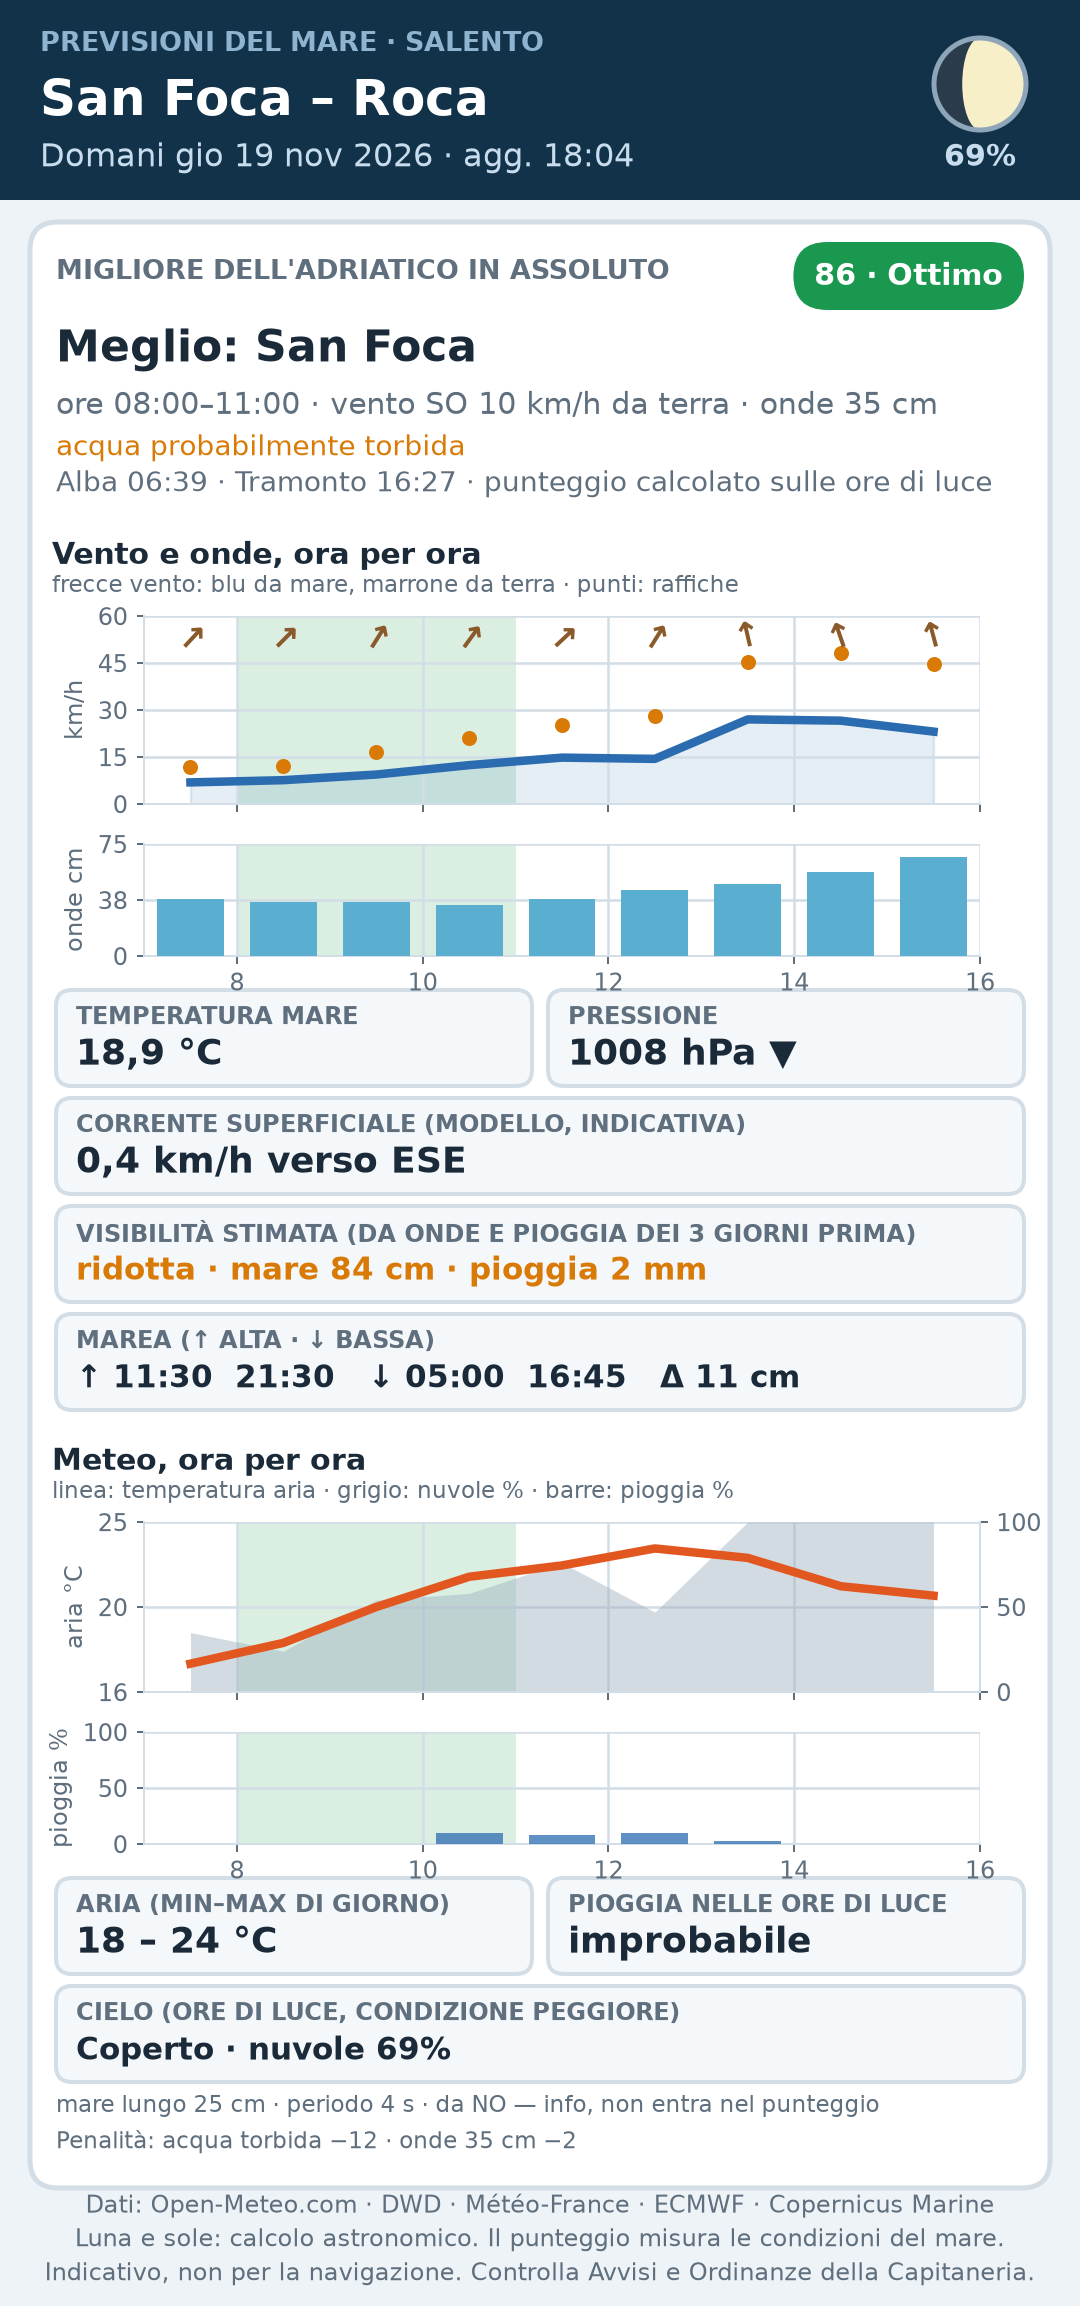 PREVISIONI DEL MARE · SALENTO
San Foca – Roca
Domani gio 19 nov 2026 · agg. 18:04
69%
MIGLIORE DELL'ADRIATICO IN ASSOLUTO
86 · Ottimo
Meglio: San Foca
ore 08:00–11:00 · vento SO 10 km/h da terra · onde 35 cm
acqua probabilmente torbida
Alba 06:39 · Tramonto 16:27 · punteggio calcolato sulle ore di luce
Vento e onde, ora per ora
frecce vento: blu da mare, marrone da terra · punti: raffiche
km/h
60
45
30
15
0
onde cm
75
38
0
8 10 12 14 16
TEMPERATURA MARE
18,9 °C
PRESSIONE
1008 hPa ▼
CORRENTE SUPERFICIALE (MODELLO, INDICATIVA)
0,4 km/h verso ESE
VISIBILITÀ STIMATA (DA ONDE E PIOGGIA DEI 3 GIORNI PRIMA)
ridotta · mare 84 cm · pioggia 2 mm
MAREA (↑ ALTA · ↓ BASSA)
↑ 11:30 21:30 ↓ 05:00 16:45 Δ 11 cm
Meteo, ora per ora
linea: temperatura aria · grigio: nuvole % · barre: pioggia %
aria °C
25
20
16
100
50
0
pioggia %
100
50
0
8 10 12 14 16
ARIA (MIN–MAX DI GIORNO)
18 – 24 °C
PIOGGIA NELLE ORE DI LUCE
improbabile
CIELO (ORE DI LUCE, CONDIZIONE PEGGIORE)
Coperto · nuvole 69%
mare lungo 25 cm · periodo 4 s · da NO — info, non entra nel punteggio
Penalità: acqua torbida −12 · onde 35 cm −2
Dati: Open-Meteo.com · DWD · Météo-France · ECMWF · Copernicus Marine
Luna e sole: calcolo astronomico. Il punteggio misura le condizioni del mare.
Indicativo, non per la navigazione. Controlla Avvisi e Ordinanze della Capitaneria.